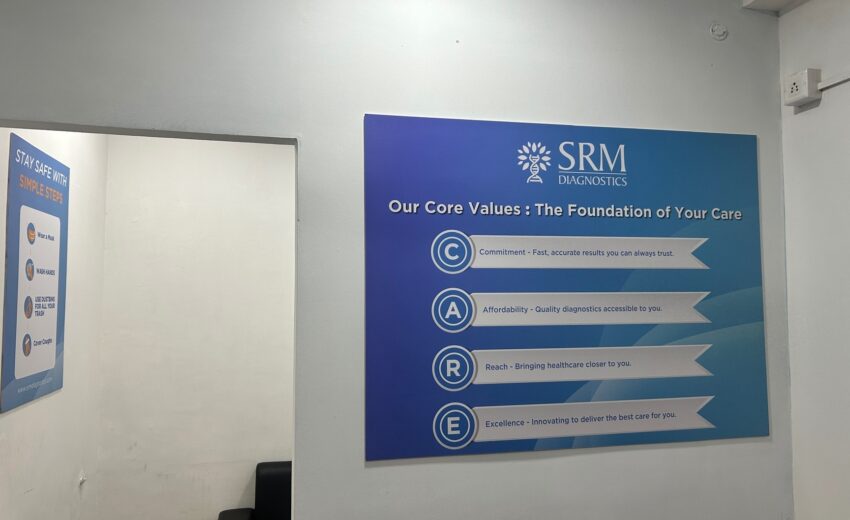 STAY SAFE WITH
SIMPLE STEPS
Wear a Mask
WASH HANDS
USE DUSTBINS
FOR ALL YOUR
TRASH
Cover Coughs
SRM
DIAGNOSTICS
Our Core Values : The Foundation of Your Care
C
Commitment - Fast, accurate results you can always trust.
A
Affordability - Quality diagnostics accessible to you.
R
Reach - Bringing healthcare closer to you.
E
Excellence - Innovating to deliver the best care for you.